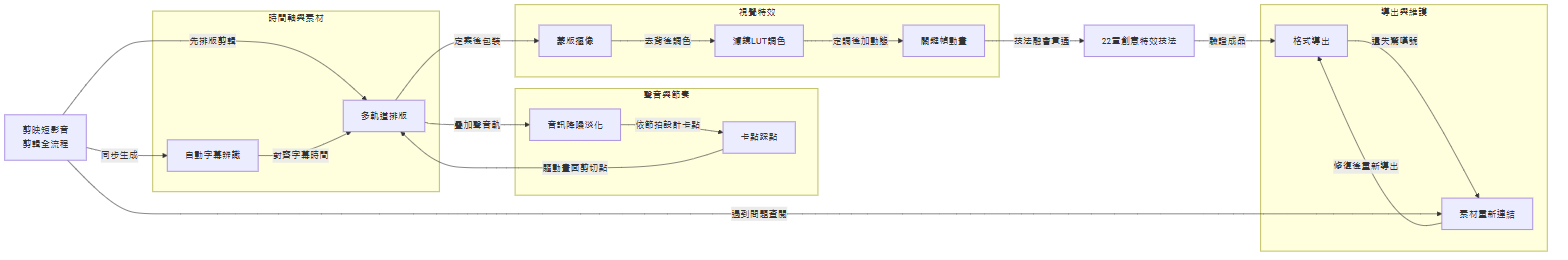 時間軸與素材
視聲特效
導出與維護
先排版剪輯
定案後包裝
蒙版摳像
去背後調色
濾鏡LUT調色
定調後加動態
關鍵幀動畫
技法融會貫通
22章創意特效技法
驗證成品
格式導出
遺失驚嘆號
聲音與節奏
多軌道排版
疊加聲音軌
音訊降噪淡化
依節拍設計卡點
卡點踩點
剪映短影音
剪輯全流程
同步生成
自動字幕辨識
對齊字幕時間
驅動畫面剪切點
修復後重新導出
遇到問題查閱
素材重新連結